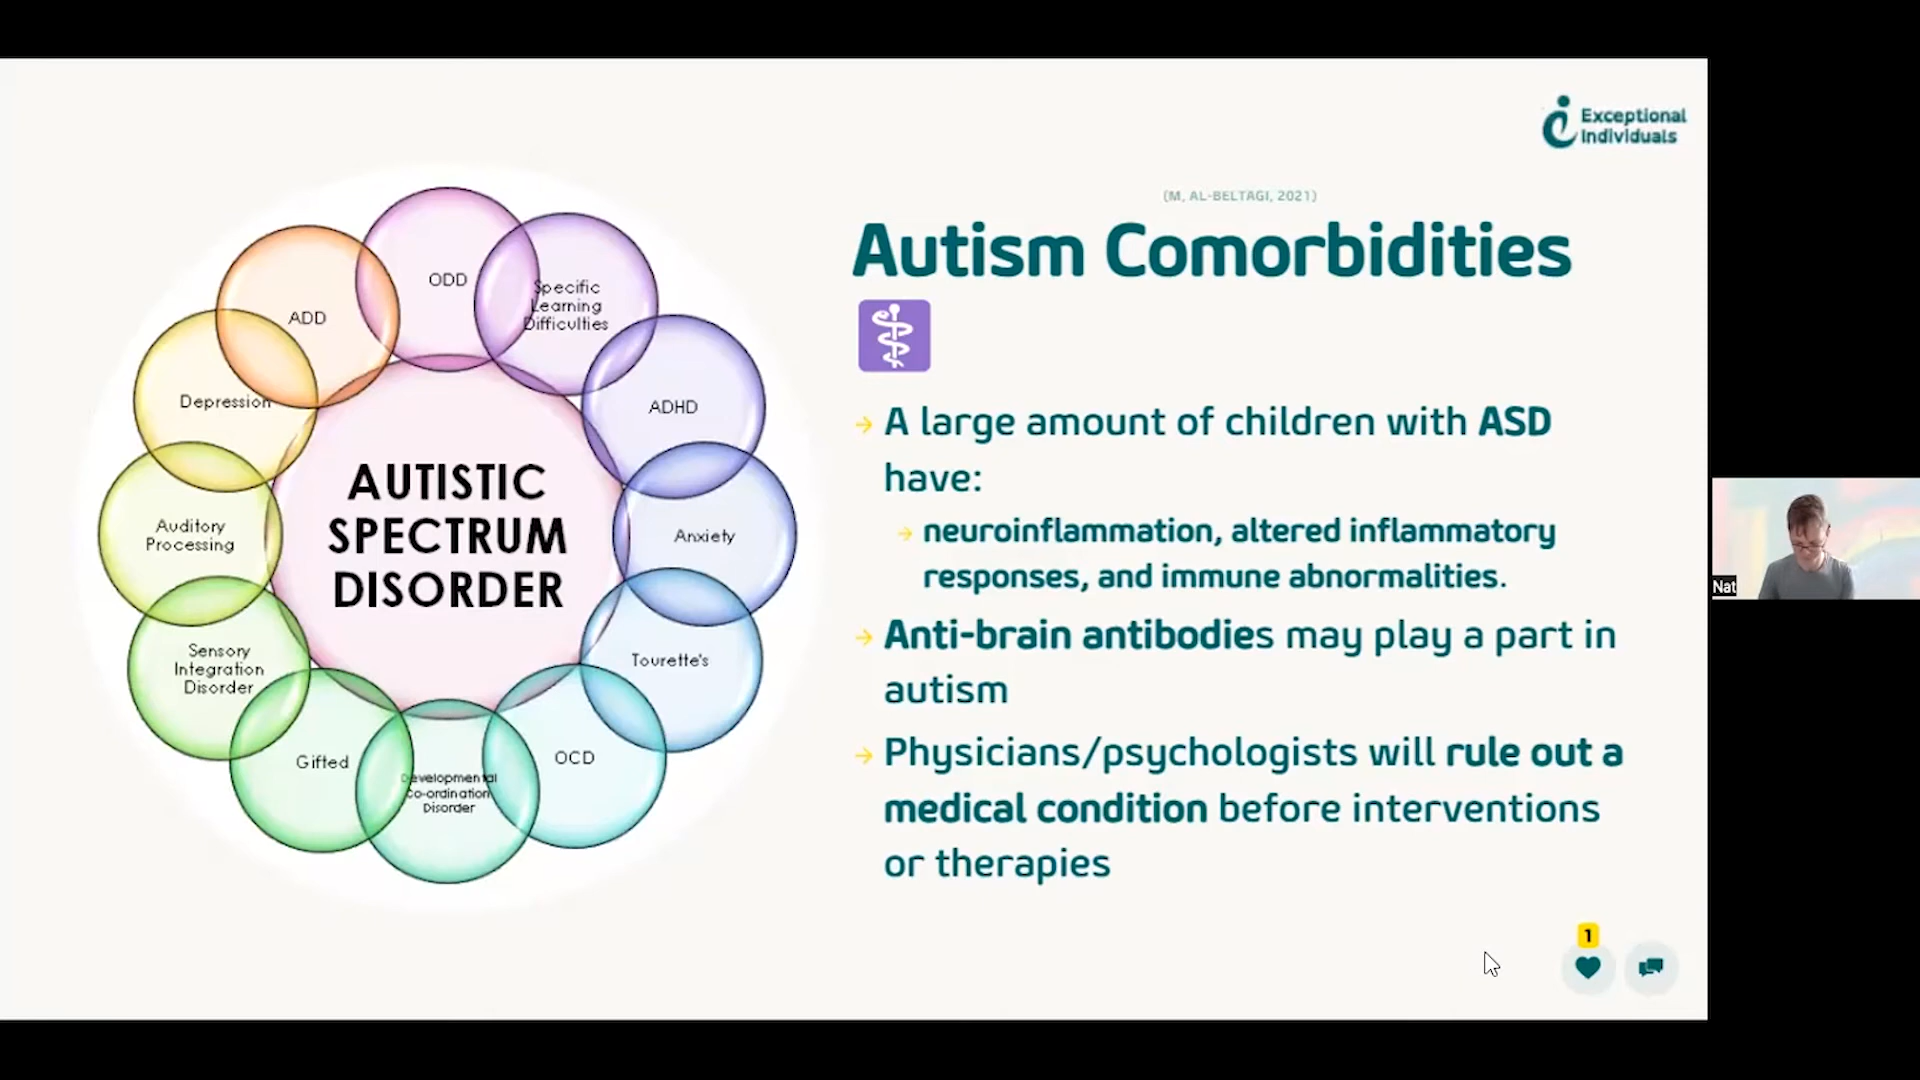 Exceptional
Individuals
(M, AL-BELTAGI, 2021)
Autism Comorbidities
A large amount of children with ASD
have:
neuroinflammation, altered inflammatory
responses, and immune abnormalities.
Anti-brain antibodies may play a part in
autism
Physicians/psychologists will rule out a
medical condition before interventions
or therapies
ODD
Specific
Learning
Difficulties
ADHD
Anxiety
Tourette's
OCD
Developmental
Co-ordination
Disorder
Gifted
Sensory
Integration
Disorder
Auditory
Processing
Depression
ADD
AUTISTIC
SPECTRUM
DISORDER
1
Nat